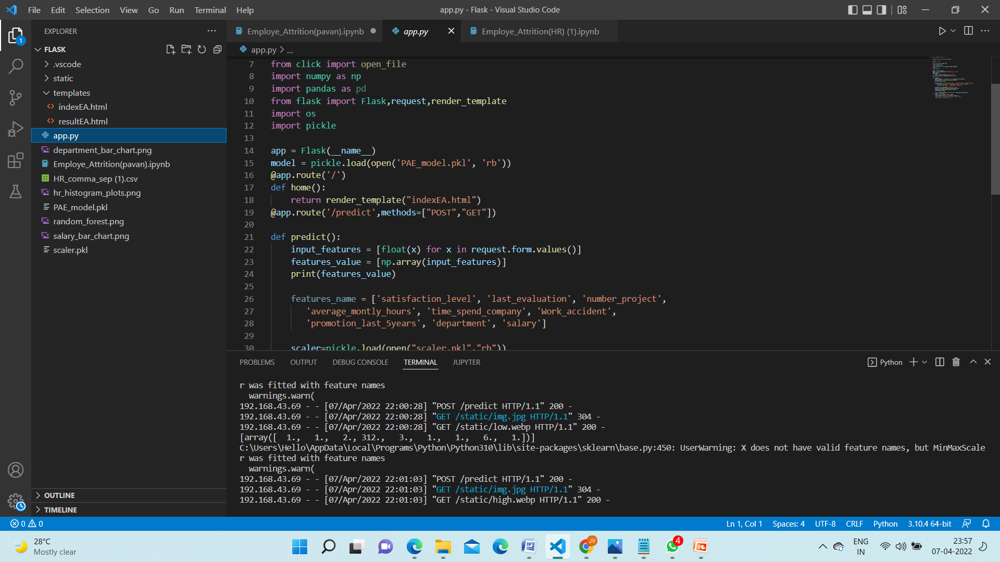 File Edit Selection View Go Run Terminal Help
app.py - Flask - Visual Studio Code
EXPLORER
Employe_Attrition(pavan).ipynb
app.py
Employe_Attrition(HR) (1).ipynb
1
FLASK
app.py > ...
.vscode
static
templates
indexEA.html
resultEA.html
app.py
department_bar_chart.png
Employe_Attrition(pavan).ipynb
HR_comma_sep (1).csv
hr_histogram_plots.png
PAE_model.pkl
random_forest.png
salary_bar_chart.png
scaler.pkl
OUTLINE
TIMELINE
7 from click import open_file
8 import numpy as np
9 import pandas as pd
10 from flask import Flask,request,render_template
11 import os
12 import pickle
13
14 app = Flask(__name__)
15 model = pickle.load(open('PAE_model.pkl', 'rb'))
16 @app.route('/')
17 def home():
18 return render_template("indexEA.html")
19 @app.route('/predict',methods=["POST","GET"])
20
21 def predict():
22 input_features = [float(x) for x in request.form.values()]
23 features_value = [np.array(input_features)]
24 print(features_value)
25
26 features_name = ['satisfaction_level', 'last_evaluation', 'number_project',
27 'average_montly_hours', 'time_spend_company', 'Work_accident',
28 'promotion_last_5years', 'department', 'salary']
29
30 scaler=pickle.load(open("scaler.pkl","rb"))
PROBLEMS OUTPUT DEBUG CONSOLE TERMINAL JUPYTER
Python
r was fitted with feature names
warnings.warn(
192.168.43.69 - - [07/Apr/2022 22:00:28] "POST /predict HTTP/1.1" 200 -
192.168.43.69 - - [07/Apr/2022 22:00:28] "GET /static/img.jpg HTTP/1.1" 304 -
192.168.43.69 - - [07/Apr/2022 22:00:28] "GET /static/low.webp HTTP/1.1" 200 -
[array([ 1., 1., 2., 312., 3., 1., 1., 6., 1.])]
C:\Users\Hello\AppData\Local\Programs\Python\Python310\lib\site-packages\sklearn\base.py:450: UserWarning: X does not have valid feature names, but MinMaxScale
r was fitted with feature names
warnings.warn(
192.168.43.69 - - [07/Apr/2022 22:01:03] "POST /predict HTTP/1.1" 200 -
192.168.43.69 - - [07/Apr/2022 22:01:03] "GET /static/img.jpg HTTP/1.1" 304 -
192.168.43.69 - - [07/Apr/2022 22:01:03] "GET /static/high.webp HTTP/1.1" 200 -
0 0
Ln 1, Col 1 Spaces: 4 UTF-8 CRLF Python 3.10.4 64-bit
28°C
Mostly clear
JV
4
ENG
IN
23:57
07-04-2022